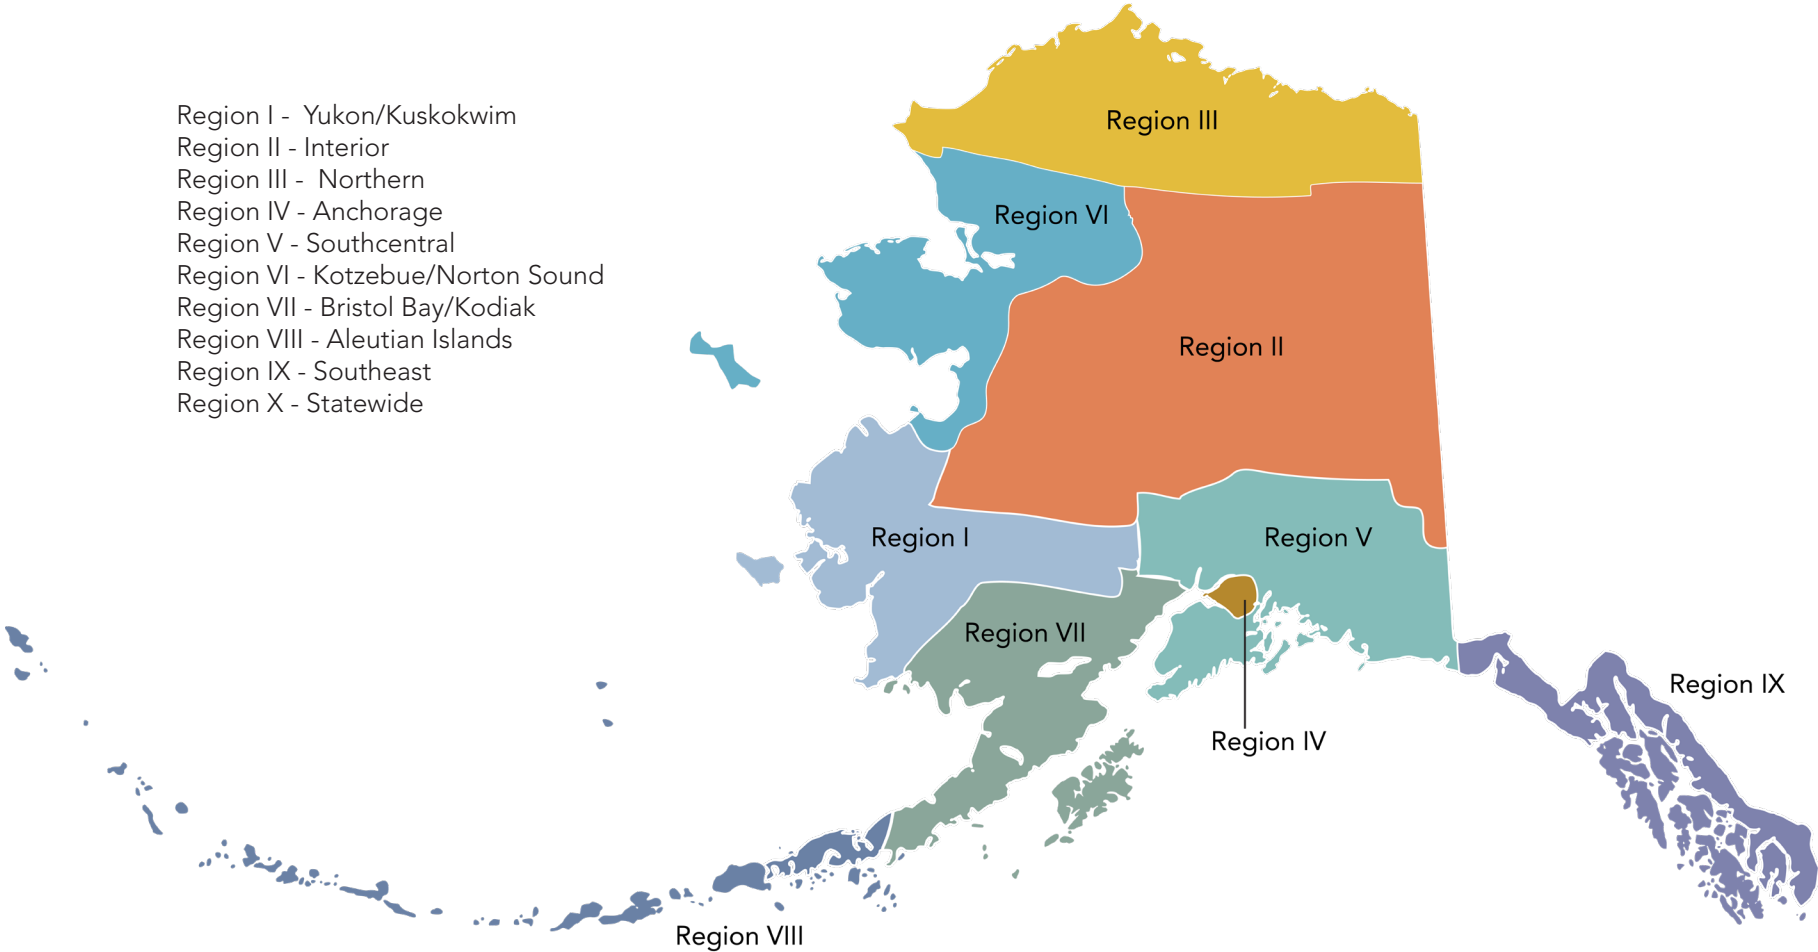 Region I - Yukon/Kuskokwim
Region II - Interior
Region III - Northern
Region IV - Anchorage
Region V - Southcentral
Region VI - Kotzebue/Norton Sound
Region VII - Bristol Bay/Kodiak
Region VIII - Aleutian Islands
Region IX - Southeast
Region X - Statewide
Region III
Region VI
Region II
Region I
Region V
Region VII
Region IX
Region IV
Region VIII